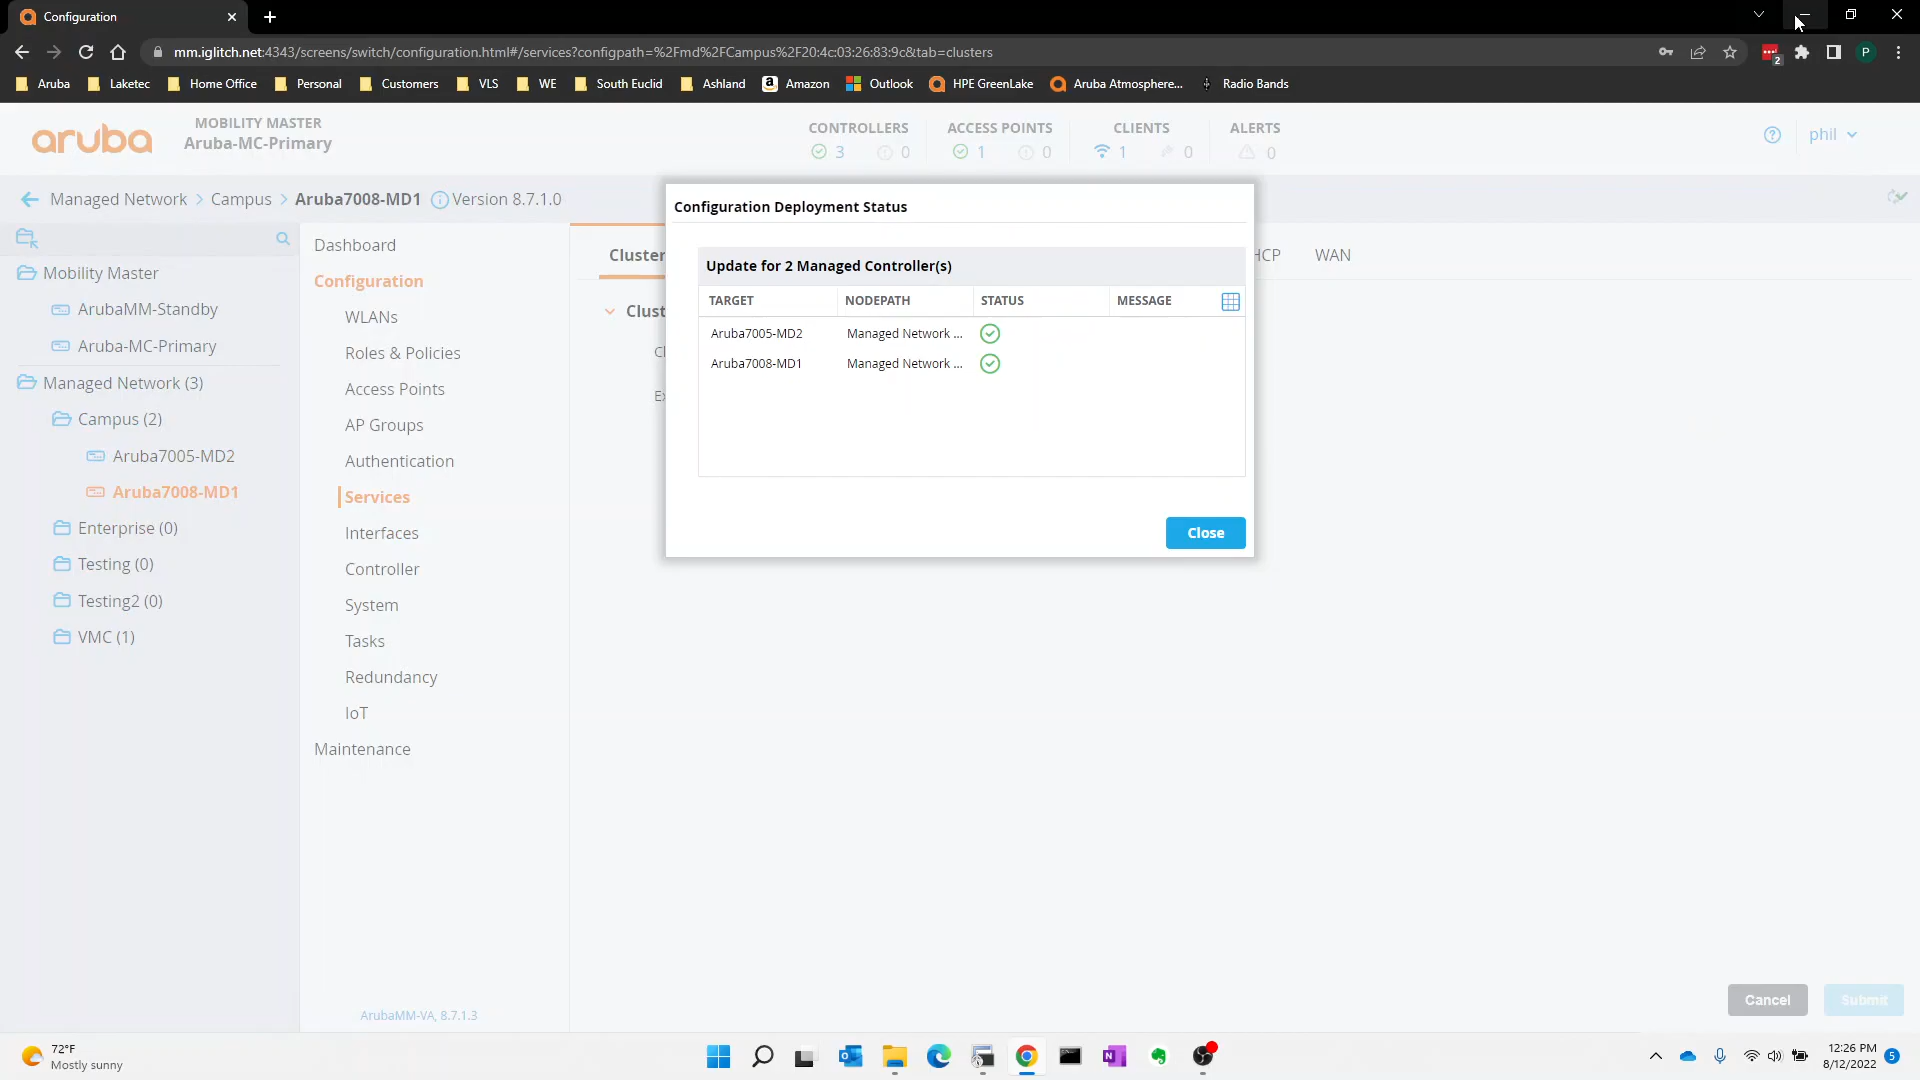 Configuration
mm.iglitch.net:4343/screens/switch/configuration.html#/services?configpath=%2Fmd%2FCampus%2F20:4c:03:26:83:9c&tab=clusters
2
P
Aruba
Laketec
Home Office
Personal
Customers
VLS
WE
South Euclid
Ashland
Amazon
Outlook
HPE GreenLake
Aruba Atmosphere...
Radio Bands
aruba
MOBILITY MASTER
Aruba-MC-Primary
CONTROLLERS
3 0
ACCESS POINTS
1 0
CLIENTS
1 0
ALERTS
0
phil
Managed Network > Campus > Aruba7008-MD1 Version 8.7.1.0
Mobility Master
ArubaMM-Standby
Aruba-MC-Primary
Managed Network (3)
Campus (2)
Aruba7005-MD2
Aruba7008-MD1
Enterprise (0)
Testing (0)
Testing2 (0)
VMC (1)
Dashboard
Configuration
WLANs
Roles & Policies
Access Points
AP Groups
Authentication
Services
Interfaces
Controller
System
Tasks
Redundancy
IoT
Maintenance
ArubaMM-VA, 8.7.1.3
Cluster
HCP
WAN
Clust
Cl
Ex
Configuration Deployment Status
Update for 2 Managed Controller(s)
TARGET NODEPATH STATUS MESSAGE
Aruba7005-MD2 Managed Network ...
Aruba7008-MD1 Managed Network ...
Close
Cancel
Submit
72°F
Mostly sunny
12:26 PM
8/12/2022
5